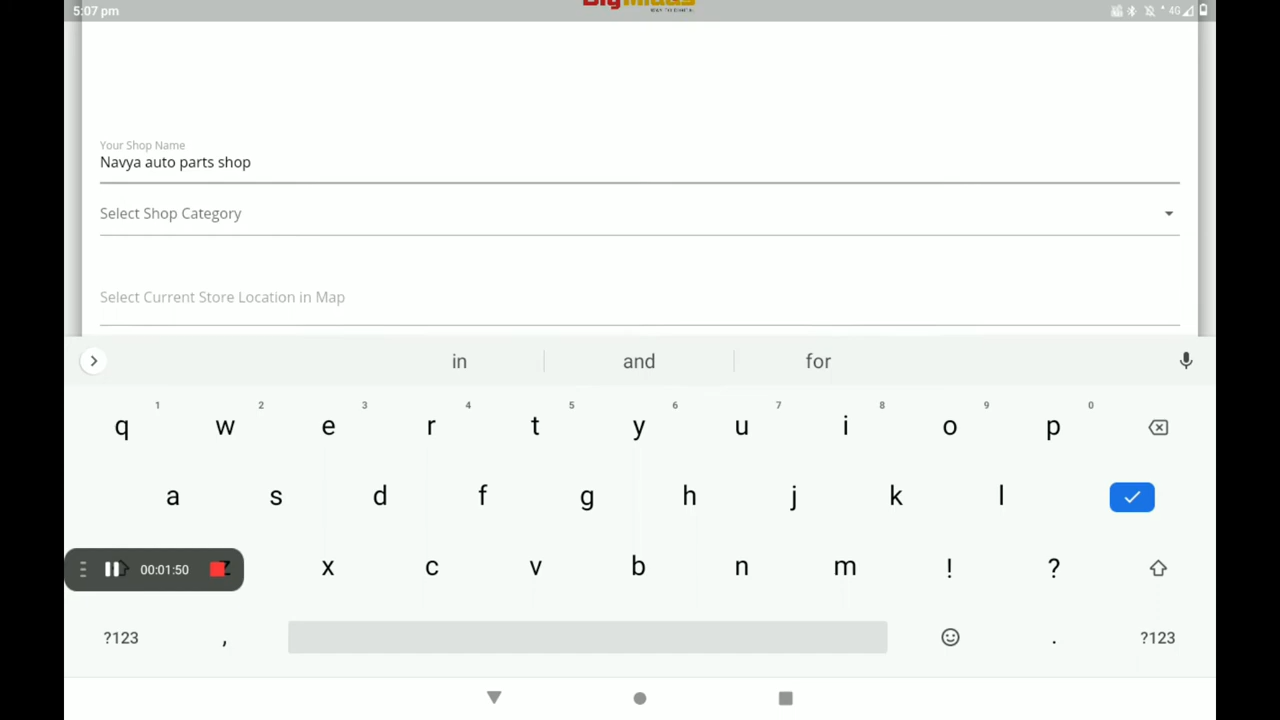 5:07 pm
4G
Your Shop Name
Navya auto parts shop
Select Shop Category
Select Current Store Location in Map
in and for
1 2 3 4 5 6 7 8 9 0
q w e r t y u i o p
a s d f g h j k l
00:01:50
z x c v b n m ! ?
?123 , . ?123